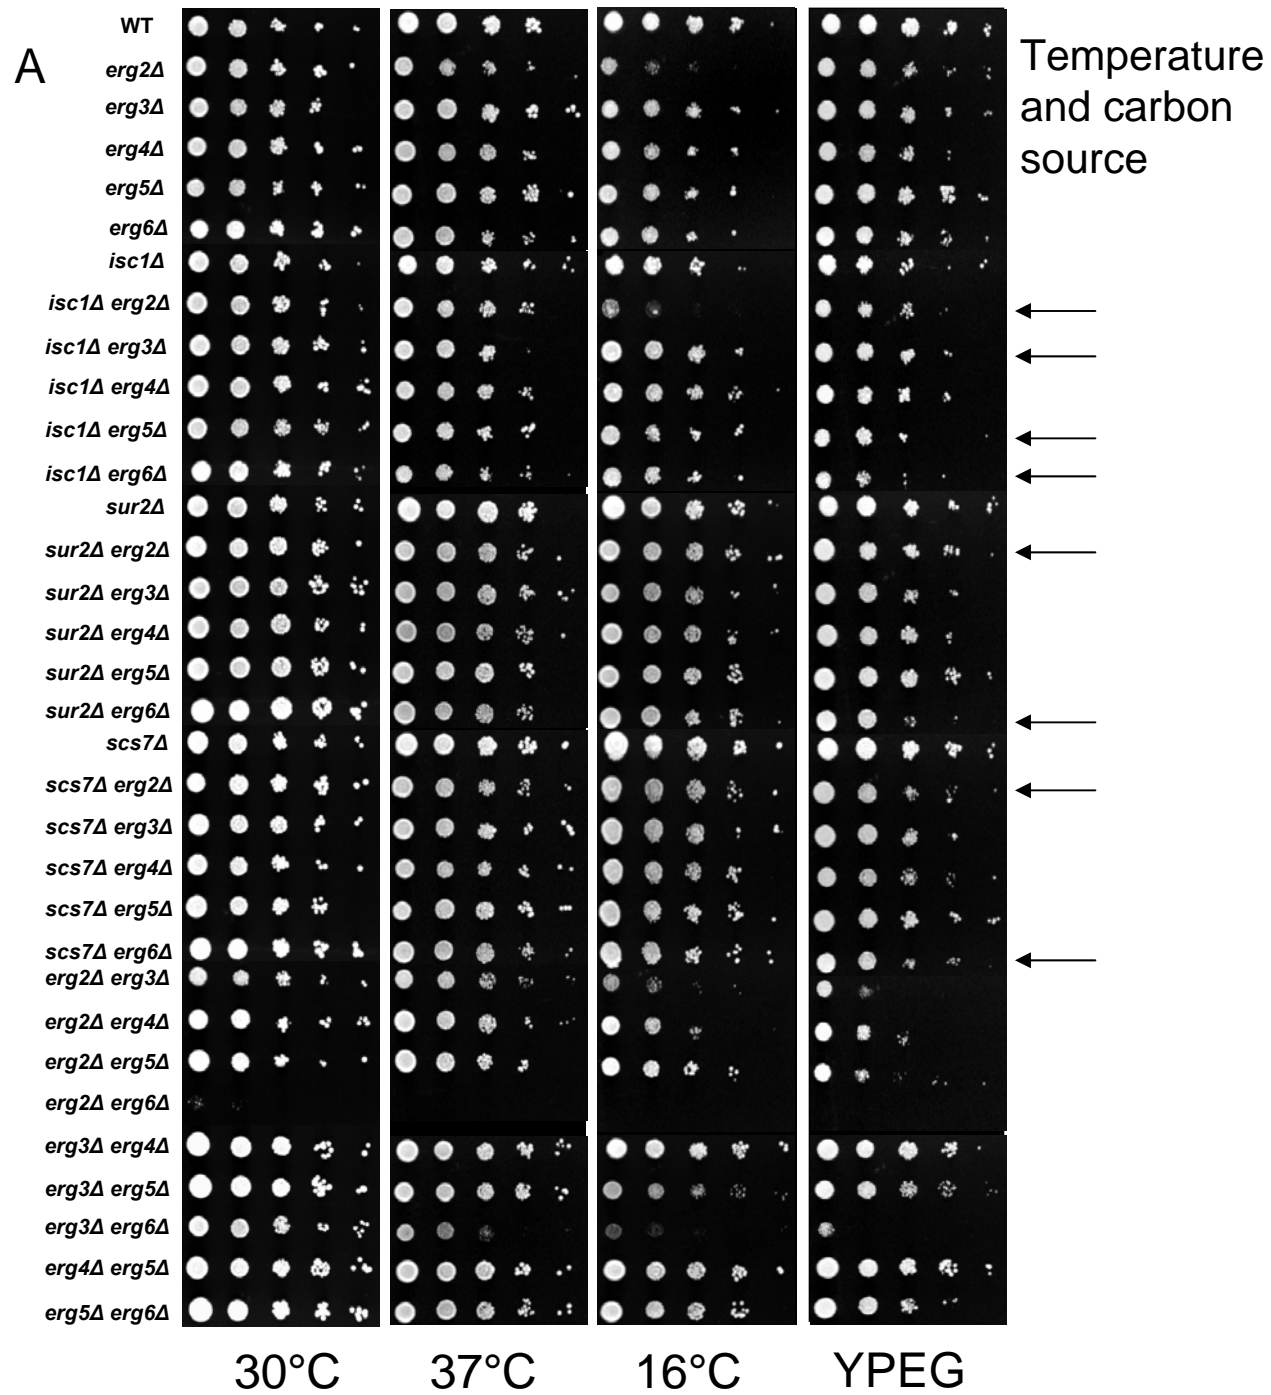 A
Temperature
and carbon
source
WT
erg2Δ
erg3Δ
erg4Δ
erg5Δ
erg6Δ
isc1Δ
isc1Δ erg2Δ
isc1Δ erg3Δ
isc1Δ erg4Δ
isc1Δ erg5Δ
isc1Δ erg6Δ
sur2Δ
sur2Δ erg2Δ
sur2Δ erg3Δ
sur2Δ erg4Δ
sur2Δ erg5Δ
sur2Δ erg6Δ
scs7Δ
scs7Δ erg2Δ
scs7Δ erg3Δ
scs7Δ erg4Δ
scs7Δ erg5Δ
scs7Δ erg6Δ
erg2Δ erg3Δ
erg2Δ erg4Δ
erg2Δ erg5Δ
erg2Δ erg6Δ
erg3Δ erg4Δ
erg3Δ erg5Δ
erg3Δ erg6Δ
erg4Δ erg5Δ
erg5Δ erg6Δ
30°C 37°C 16°C YPEG